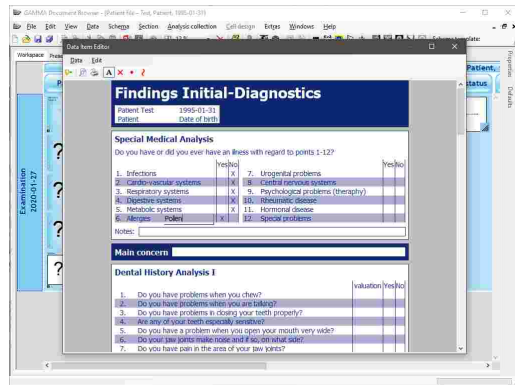 GAMMA Document Browser - [Patient file - Test, Patient, 1995-01-31]
File Edit View Data Schema Section Analysis collection Cell design Extras Windows Help
Workspace
Data Item Editor
Data Edit
Properties
Defaults
Patient,
status
Examination
2020-01-27
Findings Initial-Diagnostics
Patient Test 1995-01-31
Patient Date of birth
Special Medical Analysis
Do you have or did you ever have an illness with regard to points 1-12?
Yes No Yes No
1. Infections X 7. Urogenital problems
2. Cardio-vascular systems X 8. Central nervous systems
3. Respiratory systems X 9. Psychological problems (theraphy)
4. Digestive systems X 10. Rheumatic disease
5. Metabolic systems X 11. Hormonal disease
6. Allergies Pollen X 12 Special problems
Notes:
Main concern
Dental History Analysis I
valuation Yes No
1. Do you have problems when you chew?
2. Do you have problems when you are talking?
3. Do you have problems in closing your teeth properly?
4. Are any of your teeth especially sensitive?
5. Do you have a problem when you open your mouth very wide?
6. Do your jaw joints make noise and if so, on what side?
7. Do you have pain in the area of your jaw joints?